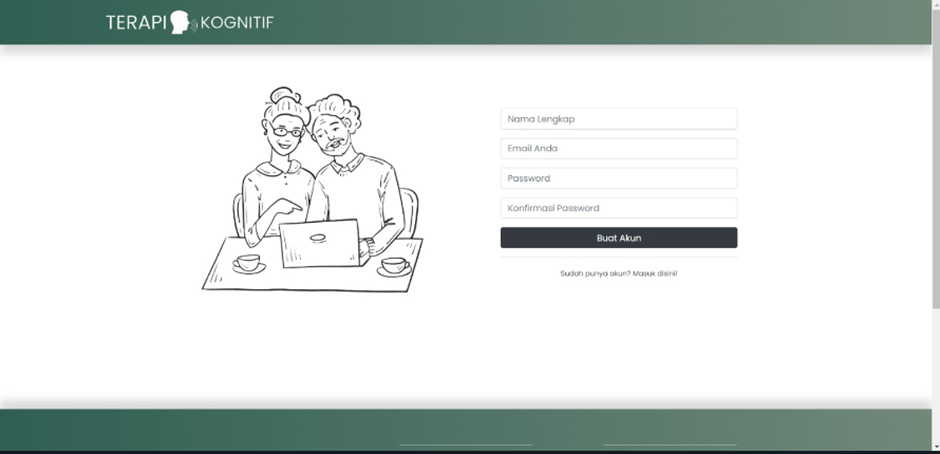 TERAPI KOGNITIF
Nama Lengkap
Email Anda
Password
Konfirmasi Password
Buat Akun
Sudah punya akun? Masuk disini!